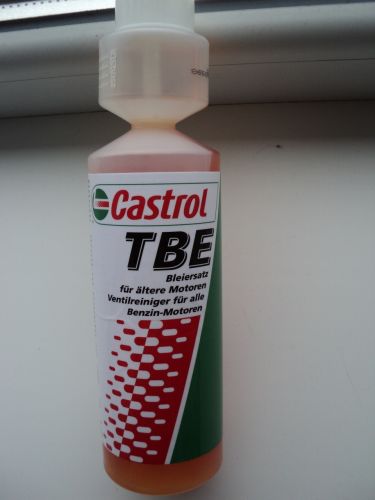 Castrol
TBE
Bleiersatz
für ältere Motoren
Ventilreiniger für alle
Benzin-Motoren